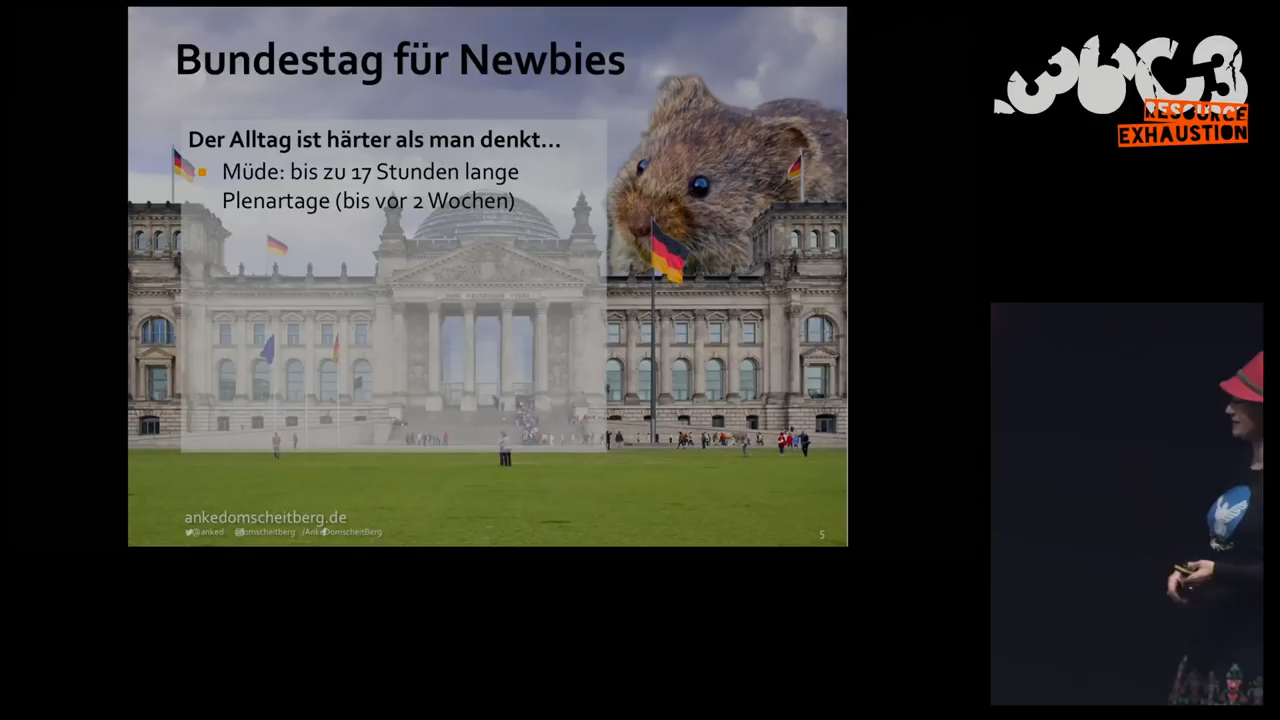 Bundestag für Newbies
Der Alltag ist härter als man denkt...
Müde: bis zu 17 Stunden lange
Plenartage (bis vor 2 Wochen)
ankedomscheitberg.de
@anked
domscheitberg
/AnkeDomscheitBerg
5
36C3
RESOURCE
EXHAUSTION